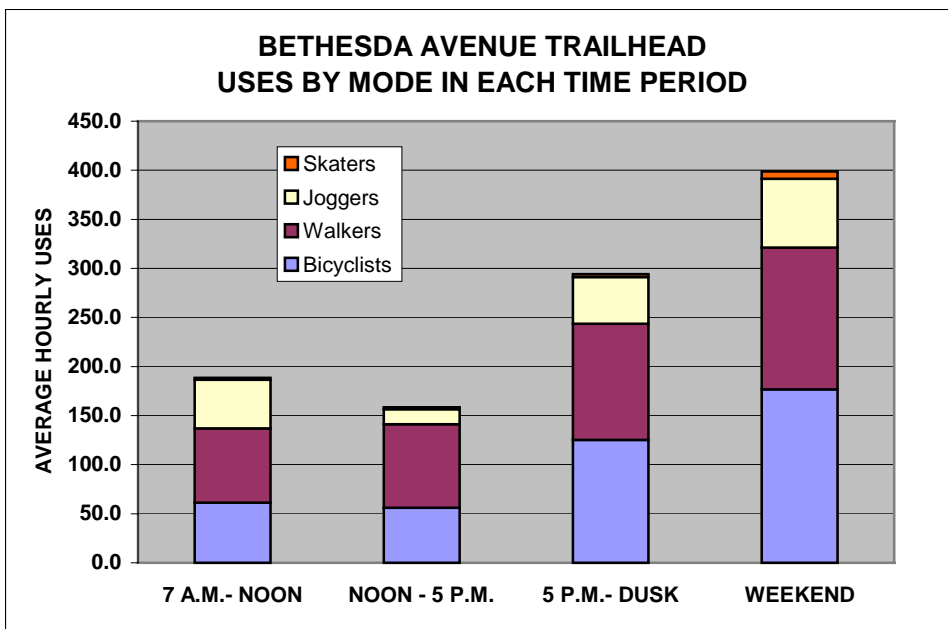 BETHESDA AVENUE TRAILHEAD
USES BY MODE IN EACH TIME PERIOD
AVERAGE HOURLY USES
450.0
400.0
350.0
300.0
250.0
200.0
150.0
100.0
50.0
0.0
Skaters
Joggers
Walkers
Bicyclists
7 A.M.- NOON
NOON - 5 P.M.
5 P.M.- DUSK
WEEKEND